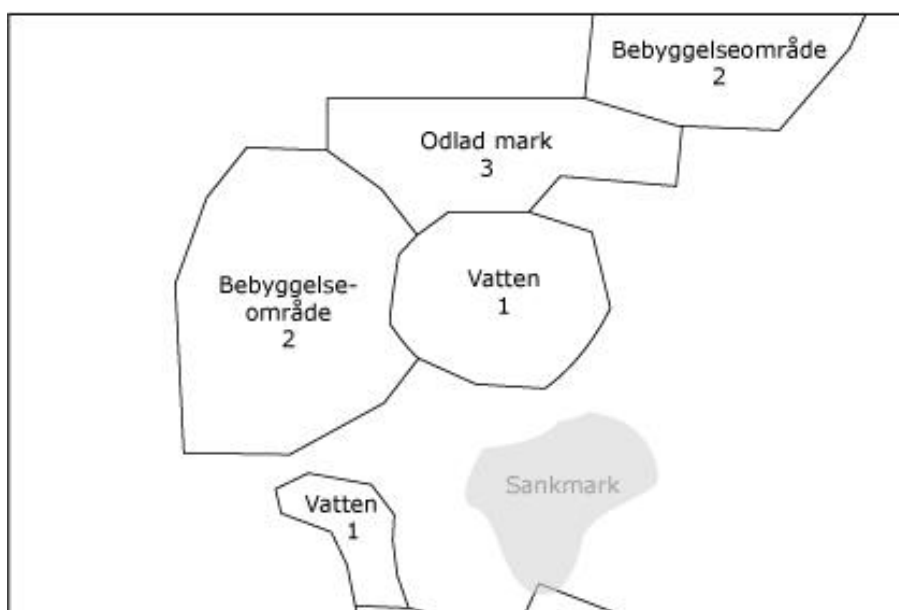 Bebyggelseområde
2
Odlad mark
3
Bebyggelse-
område
2
Vatten
1
Sankmark
Vatten
1